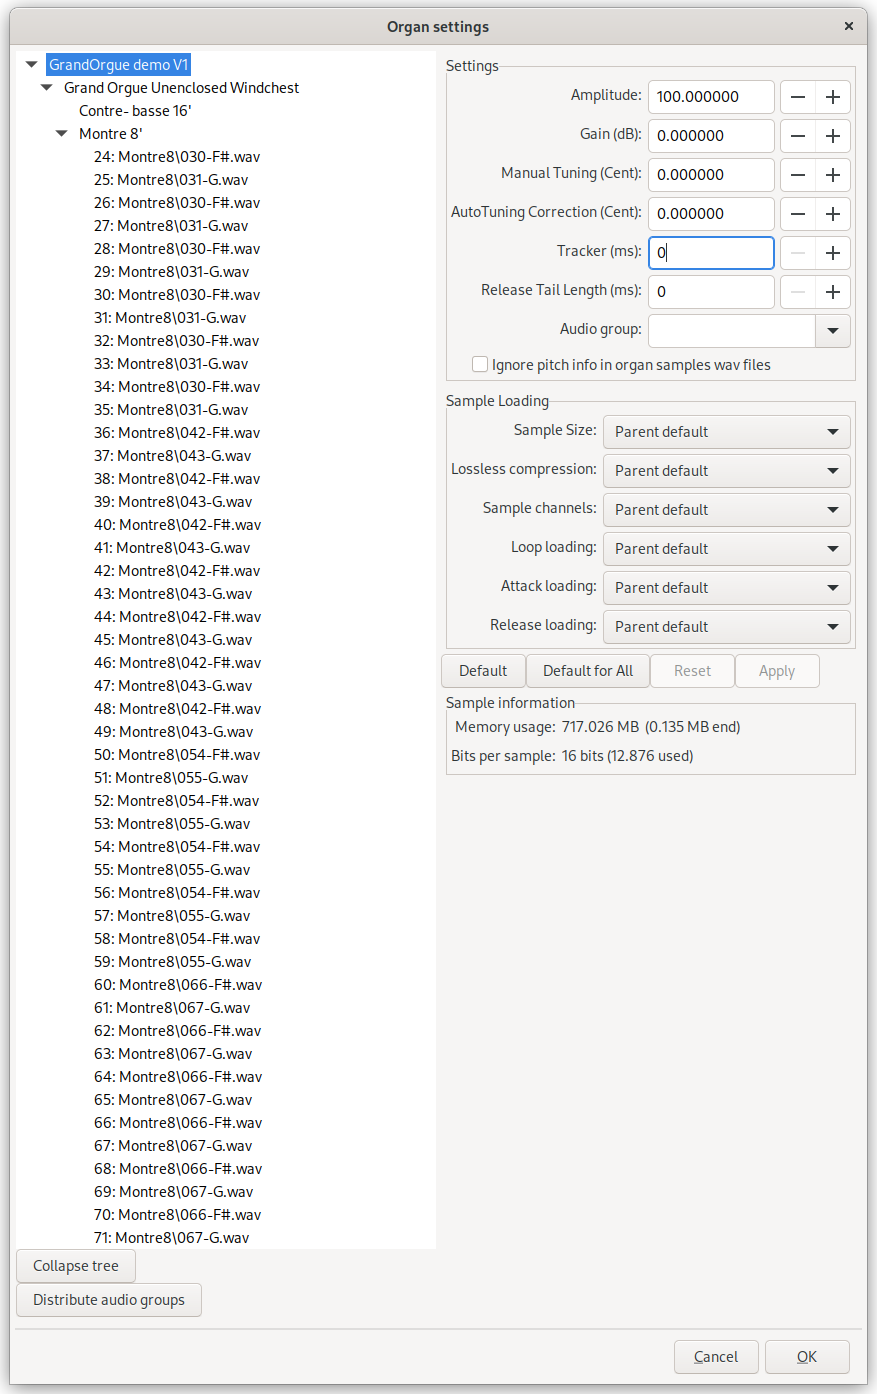 Organ settings
GrandOrgue demo V1
Grand Orgue Unenclosed Windchest
Contre- basse 16'
Montre 8'
24: Montre8\030-F#.wav
25: Montre8\031-G.wav
26: Montre8\030-F#.wav
27: Montre8\031-G.wav
28: Montre8\030-F#.wav
29: Montre8\031-G.wav
30: Montre8\030-F#.wav
31: Montre8\031-G.wav
32: Montre8\030-F#.wav
33: Montre8\031-G.wav
34: Montre8\030-F#.wav
35: Montre8\031-G.wav
36: Montre8\042-F#.wav
37: Montre8\043-G.wav
38: Montre8\042-F#.wav
39: Montre8\043-G.wav
40: Montre8\042-F#.wav
41: Montre8\043-G.wav
42: Montre8\042-F#.wav
43: Montre8\043-G.wav
44: Montre8\042-F#.wav
45: Montre8\043-G.wav
46: Montre8\042-F#.wav
47: Montre8\043-G.wav
48: Montre8\042-F#.wav
49: Montre8\043-G.wav
50: Montre8\054-F#.wav
51: Montre8\055-G.wav
52: Montre8\054-F#.wav
53: Montre8\055-G.wav
54: Montre8\054-F#.wav
55: Montre8\055-G.wav
56: Montre8\054-F#.wav
57: Montre8\055-G.wav
58: Montre8\054-F#.wav
59: Montre8\055-G.wav
60: Montre8\066-F#.wav
61: Montre8\067-G.wav
62: Montre8\066-F#.wav
63: Montre8\067-G.wav
64: Montre8\066-F#.wav
65: Montre8\067-G.wav
66: Montre8\066-F#.wav
67: Montre8\067-G.wav
68: Montre8\066-F#.wav
69: Montre8\067-G.wav
70: Montre8\066-F#.wav
71: Montre8\067-G.wav
Collapse tree
Distribute audio groups
Settings
Amplitude: 100.000000
Gain (dB): 0.000000
Manual Tuning (Cent): 0.000000
AutoTuning Correction (Cent): 0.000000
Tracker (ms): 0
Release Tail Length (ms): 0
Audio group:
Ignore pitch info in organ samples wav files
Sample Loading
Sample Size: Parent default
Lossless compression: Parent default
Sample channels: Parent default
Loop loading: Parent default
Attack loading: Parent default
Release loading: Parent default
Default Default for All Reset Apply
Sample information
Memory usage: 717.026 MB (0.135 MB end)
Bits per sample: 16 bits (12.876 used)
Cancel OK